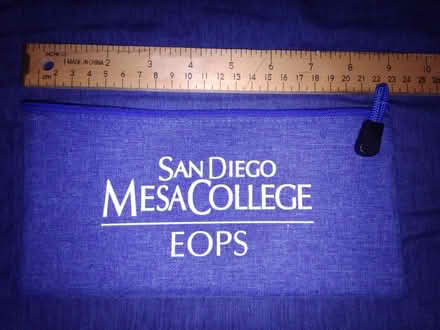 INCHES 1 2 3 4 5 6 7 8 9 10
MADE IN CHINA
cm 1 2 3 4 5 6 7 8 9 10 11 12 13 14 15 16 17 18 19 20 21 22 23 24 25
SAN DIEGO
MESA COLLEGE
EOPS